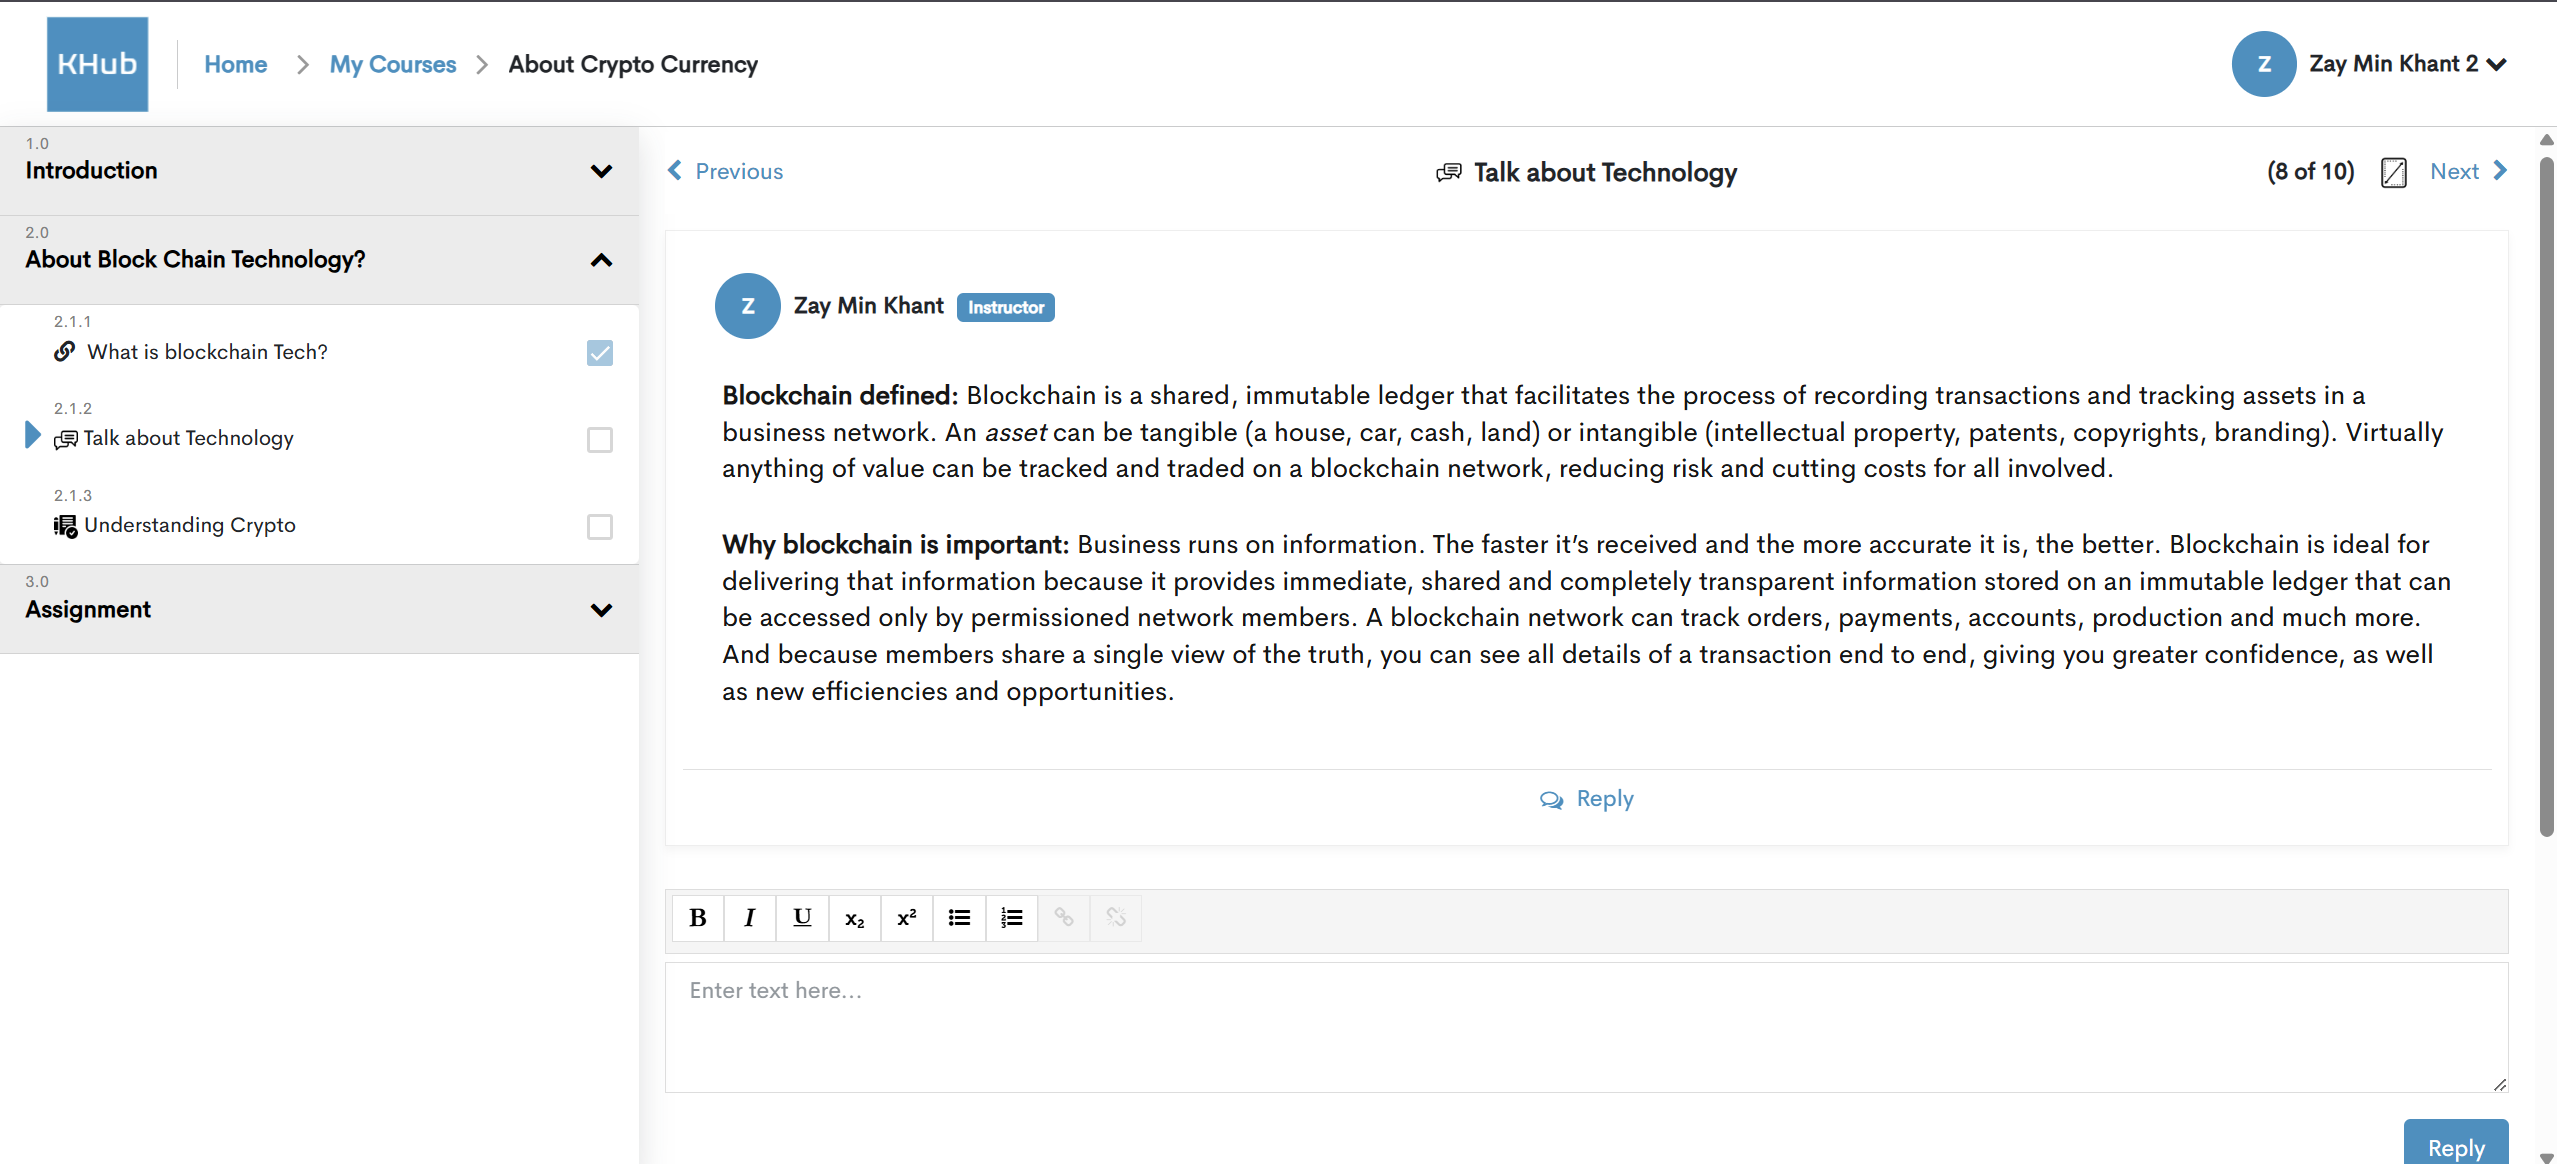 KHub
Home > My Courses > About Crypto Currency
Z Zay Min Khant 2
1.0
Introduction
2.0
About Block Chain Technology?
2.1.1
What is blockchain Tech?
2.1.2
Talk about Technology
2.1.3
Understanding Crypto
3.0
Assignment
Previous
Talk about Technology
(8 of 10)
Next
Z Zay Min Khant Instructor
Blockchain defined: Blockchain is a shared, immutable ledger that facilitates the process of recording transactions and tracking assets in a
business network. An asset can be tangible (a house, car, cash, land) or intangible (intellectual property, patents, copyrights, branding). Virtually
anything of value can be tracked and traded on a blockchain network, reducing risk and cutting costs for all involved.
Why blockchain is important: Business runs on information. The faster it’s received and the more accurate it is, the better. Blockchain is ideal for
delivering that information because it provides immediate, shared and completely transparent information stored on an immutable ledger that can
be accessed only by permissioned network members. A blockchain network can track orders, payments, accounts, production and much more.
And because members share a single view of the truth, you can see all details of a transaction end to end, giving you greater confidence, as well
as new efficiencies and opportunities.
Reply
B I U x₂ x²
Enter text here...
Reply